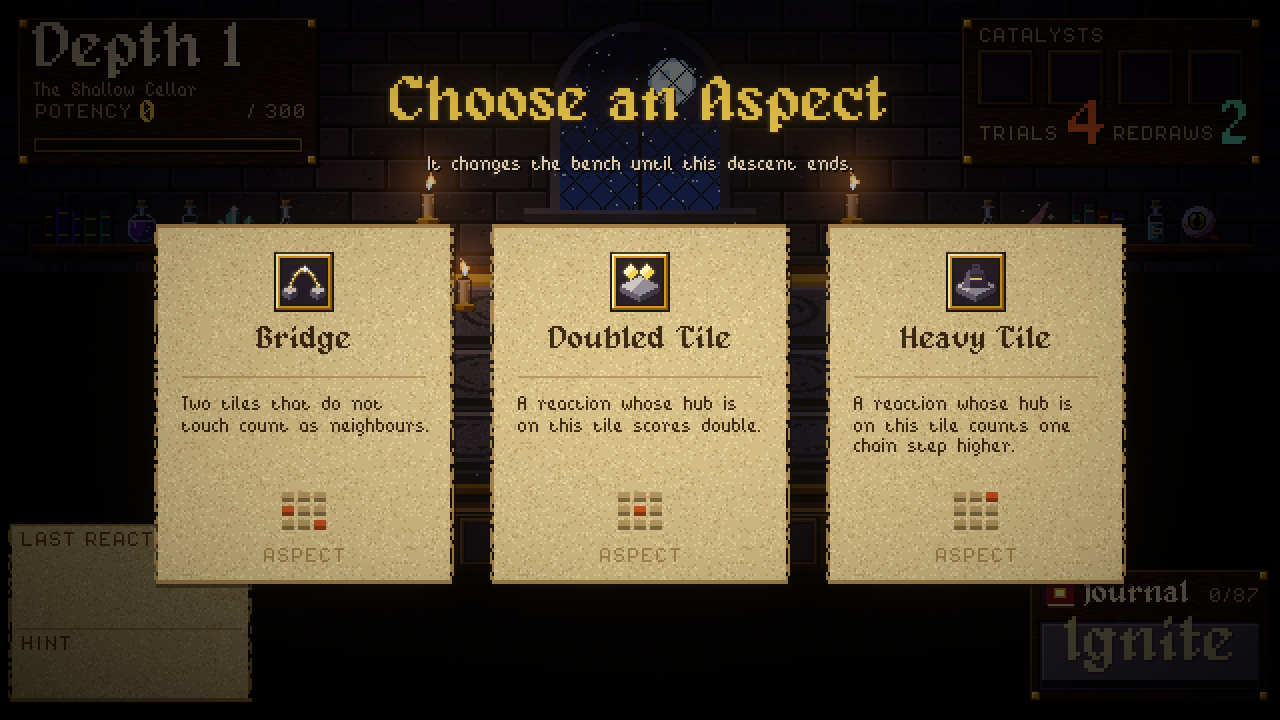 Depth 1
The Shallow Cellar
POTENCY 0 / 300
CATALYSTS
TRIALS 4 REDRAWS 2
Choose an Aspect
It changes the bench until this descent ends.
Bridge
Two tiles that do not
touch count as neighbours.
ASPECT
Doubled Tile
A reaction whose hub is
on this tile scores double.
ASPECT
Heavy Tile
A reaction whose hub is
on this tile counts one
chain step higher.
ASPECT
LAST REACT
HINT
Journal 0/87
Ignite